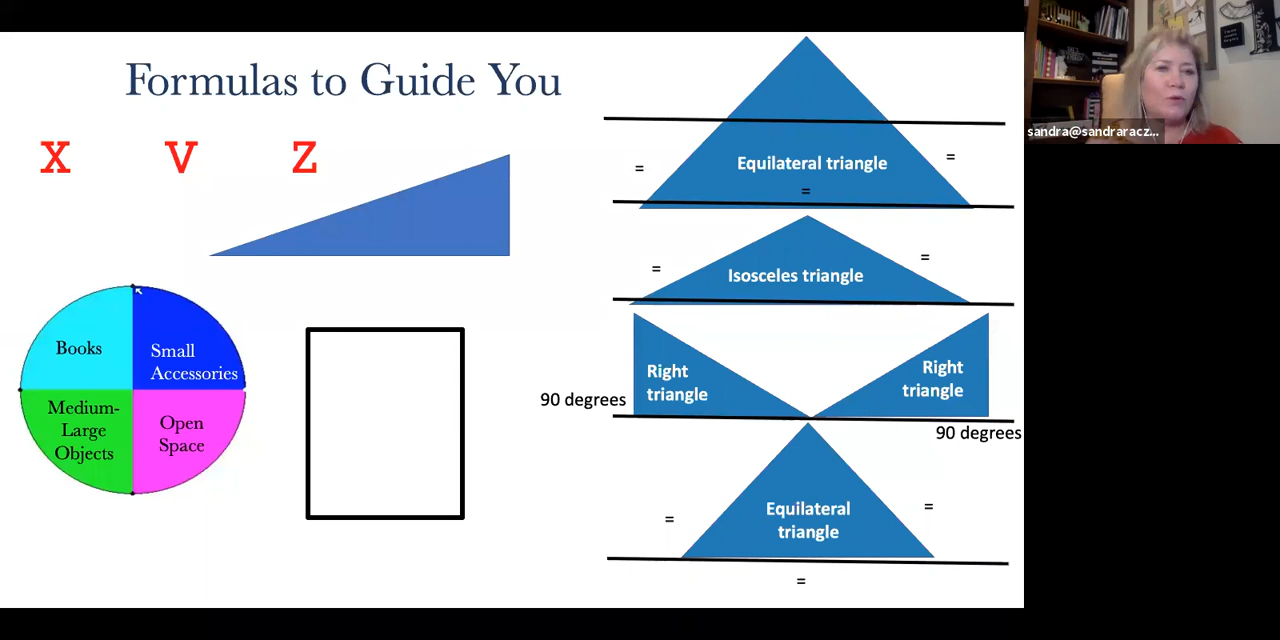 Formulas to Guide You
X V Z
Books
Small
Accessories
Medium-
Large
Objects
Open
Space
=
=
Equilateral triangle
=
=
=
Isosceles triangle
Right
triangle
Right
triangle
90 degrees
90 degrees
Equilateral
triangle
=
=
=
sandra@sandraracz...